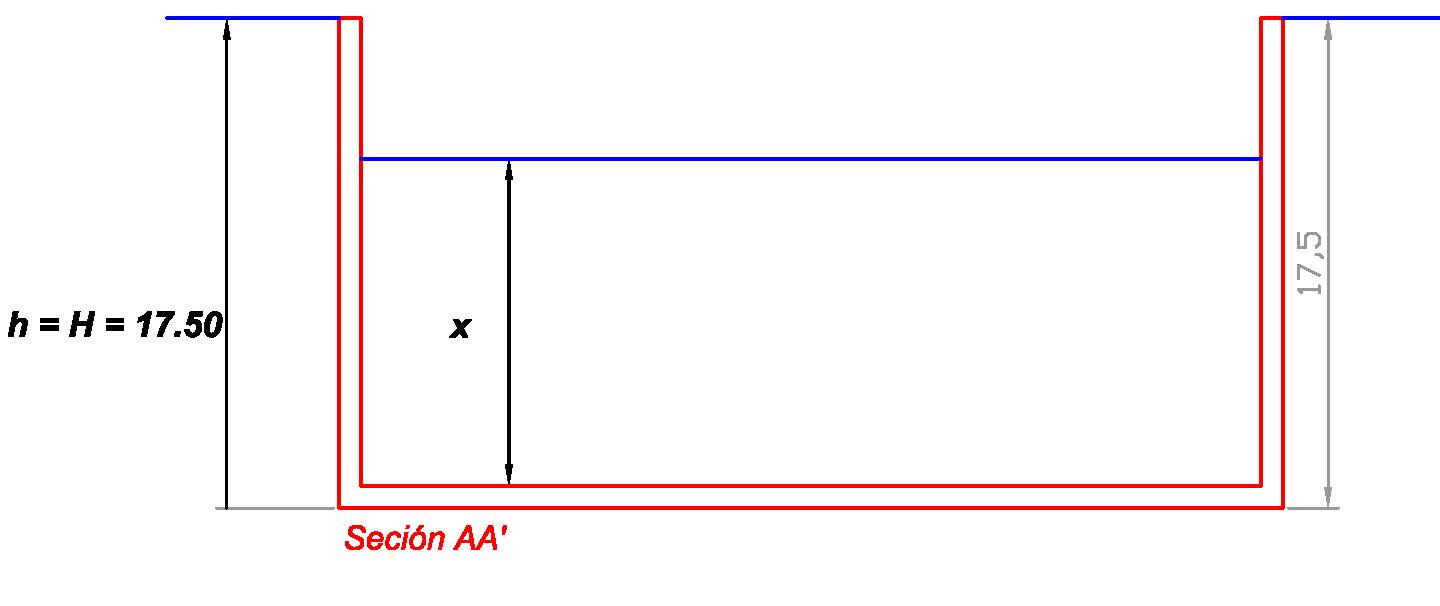 17,5
h = H = 17.50
x
Seción AA'